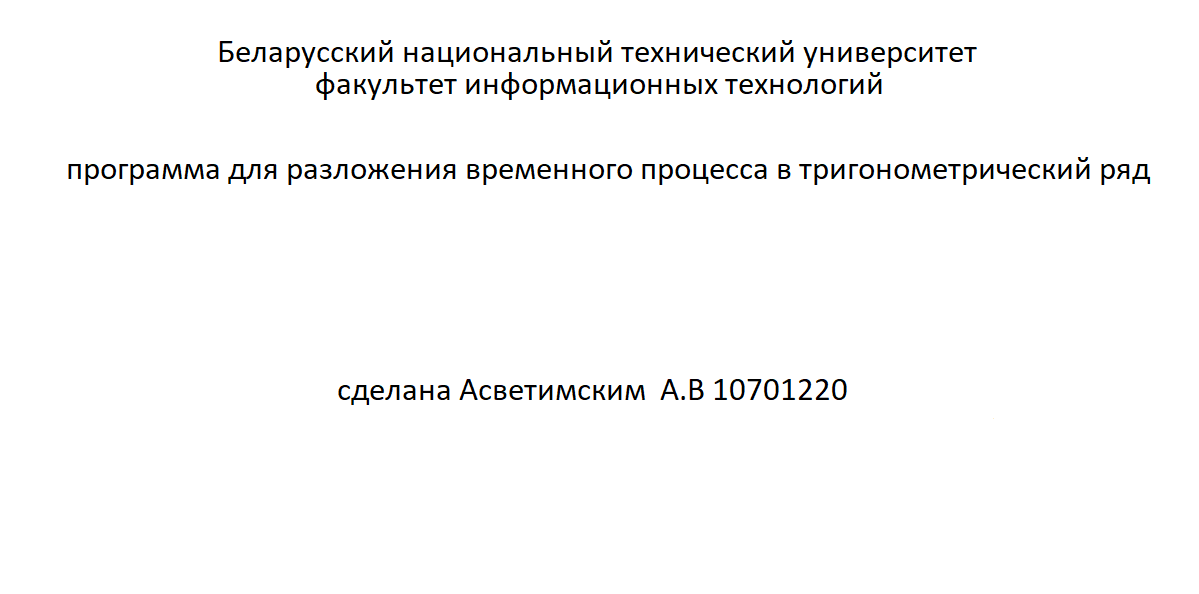 Беларусский национальный технический университет
факультет информационных технологий
программа для разложения временного процесса в тригонометрический ряд
сделана Асветимским  А.В 10701220